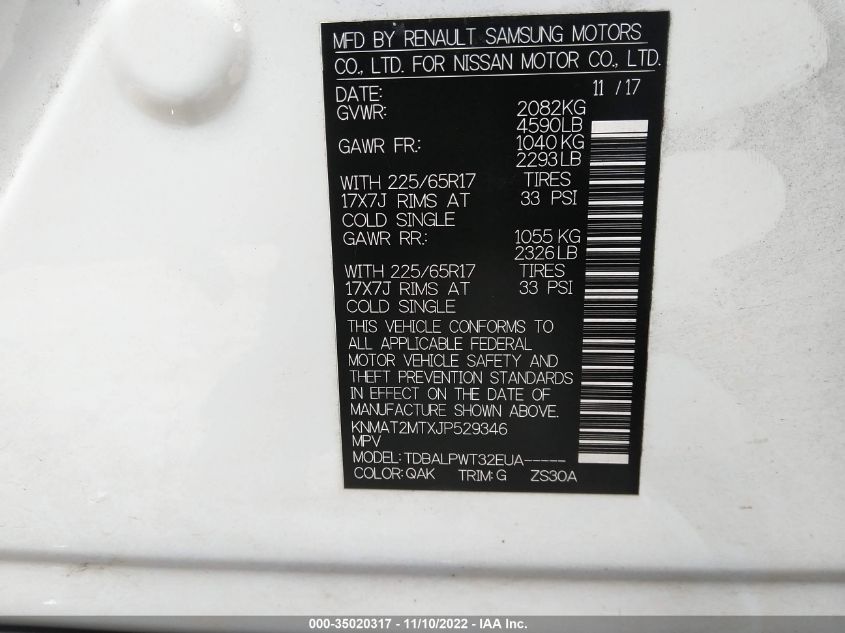 MFD BY RENAULT SAMSUNG MOTORS
CO., LTD. FOR NISSAN MOTOR CO., LTD.
DATE: 11 / 17
GVWR: 2082KG
4590LB
GAWR FR.: 1040 KG
2293 LB
WITH 225/65R17 TIRES
17X7J RIMS AT 33 PSI
COLD SINGLE
GAWR RR.: 1055 KG
2326 LB
WITH 225/65R17 TIRES
17X7J RIMS AT 33 PSI
COLD SINGLE
THIS VEHICLE CONFORMS TO
ALL APPLICABLE FEDERAL
MOTOR VEHICLE SAFETY AND
THEFT PREVENTION STANDARDS
IN EFFECT ON THE DATE OF
MANUFACTURE SHOWN ABOVE.
KNMAT2MTXJP529346
MPV
MODEL: TDBALPWT32EUA-----
COLOR: QAK TRIM: G ZS30A
000-35020317 - 11/10/2022 - IAA Inc.